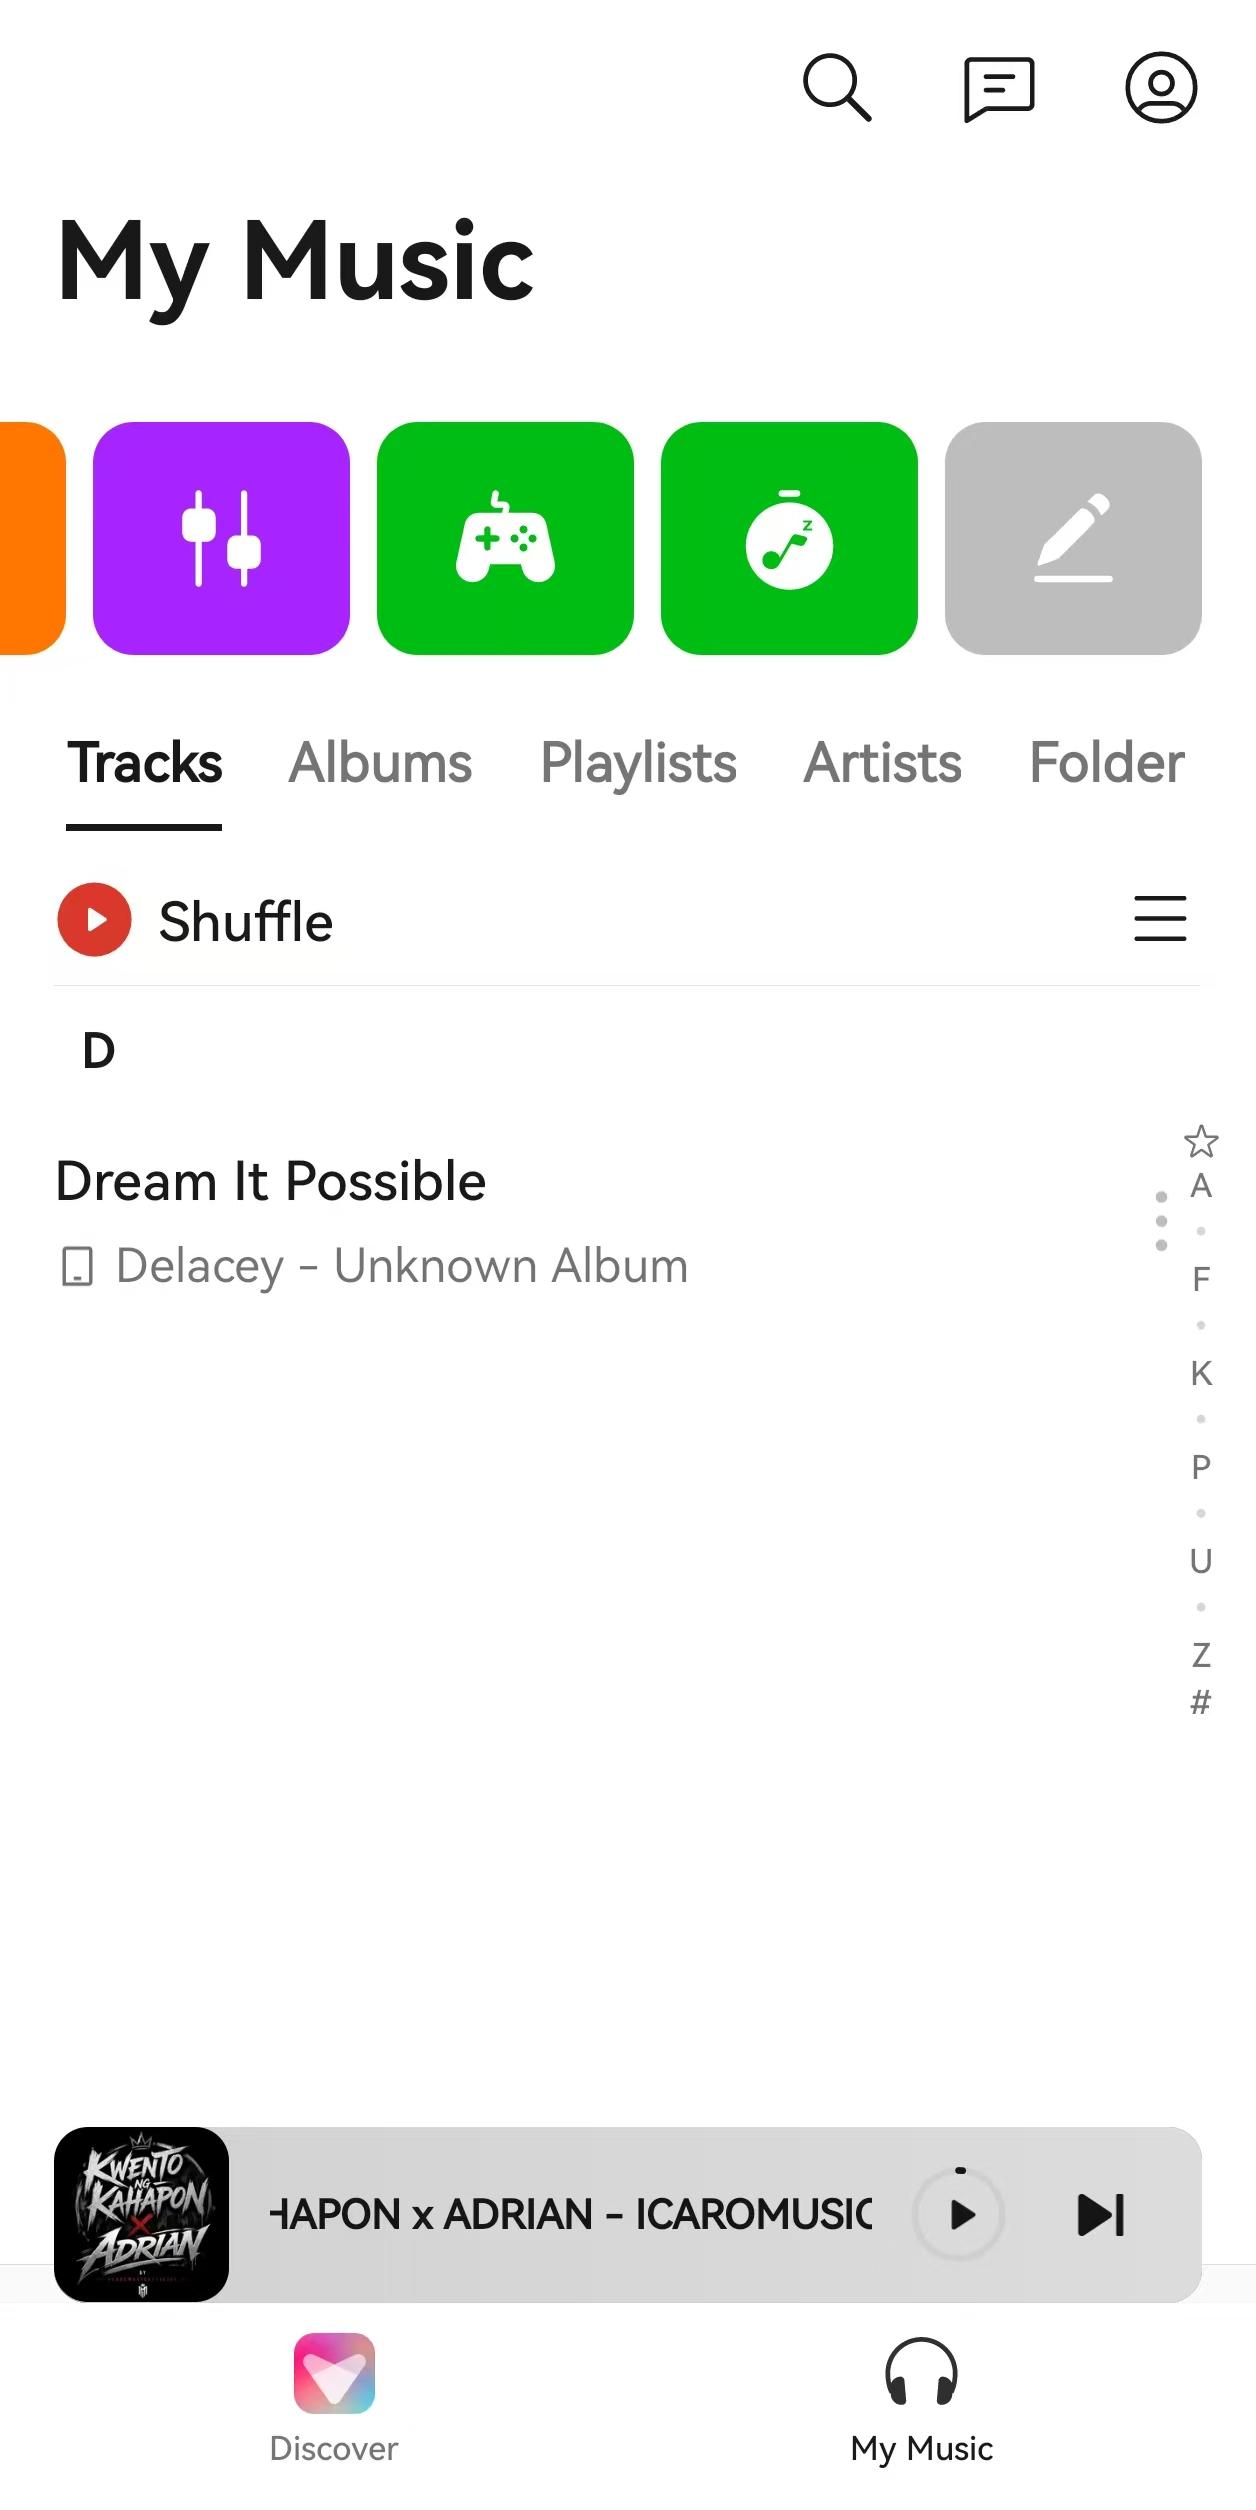 My Music
z
Tracks Albums Playlists Artists Folder
Shuffle
D
Dream It Possible
Delacey - Unknown Album
A
F
K
P
U
Z
#
KWENTO
NG
KAHAPON
X
ADRIAN
BY
HAPON x ADRIAN - ICAROMUSIC
Discover
My Music